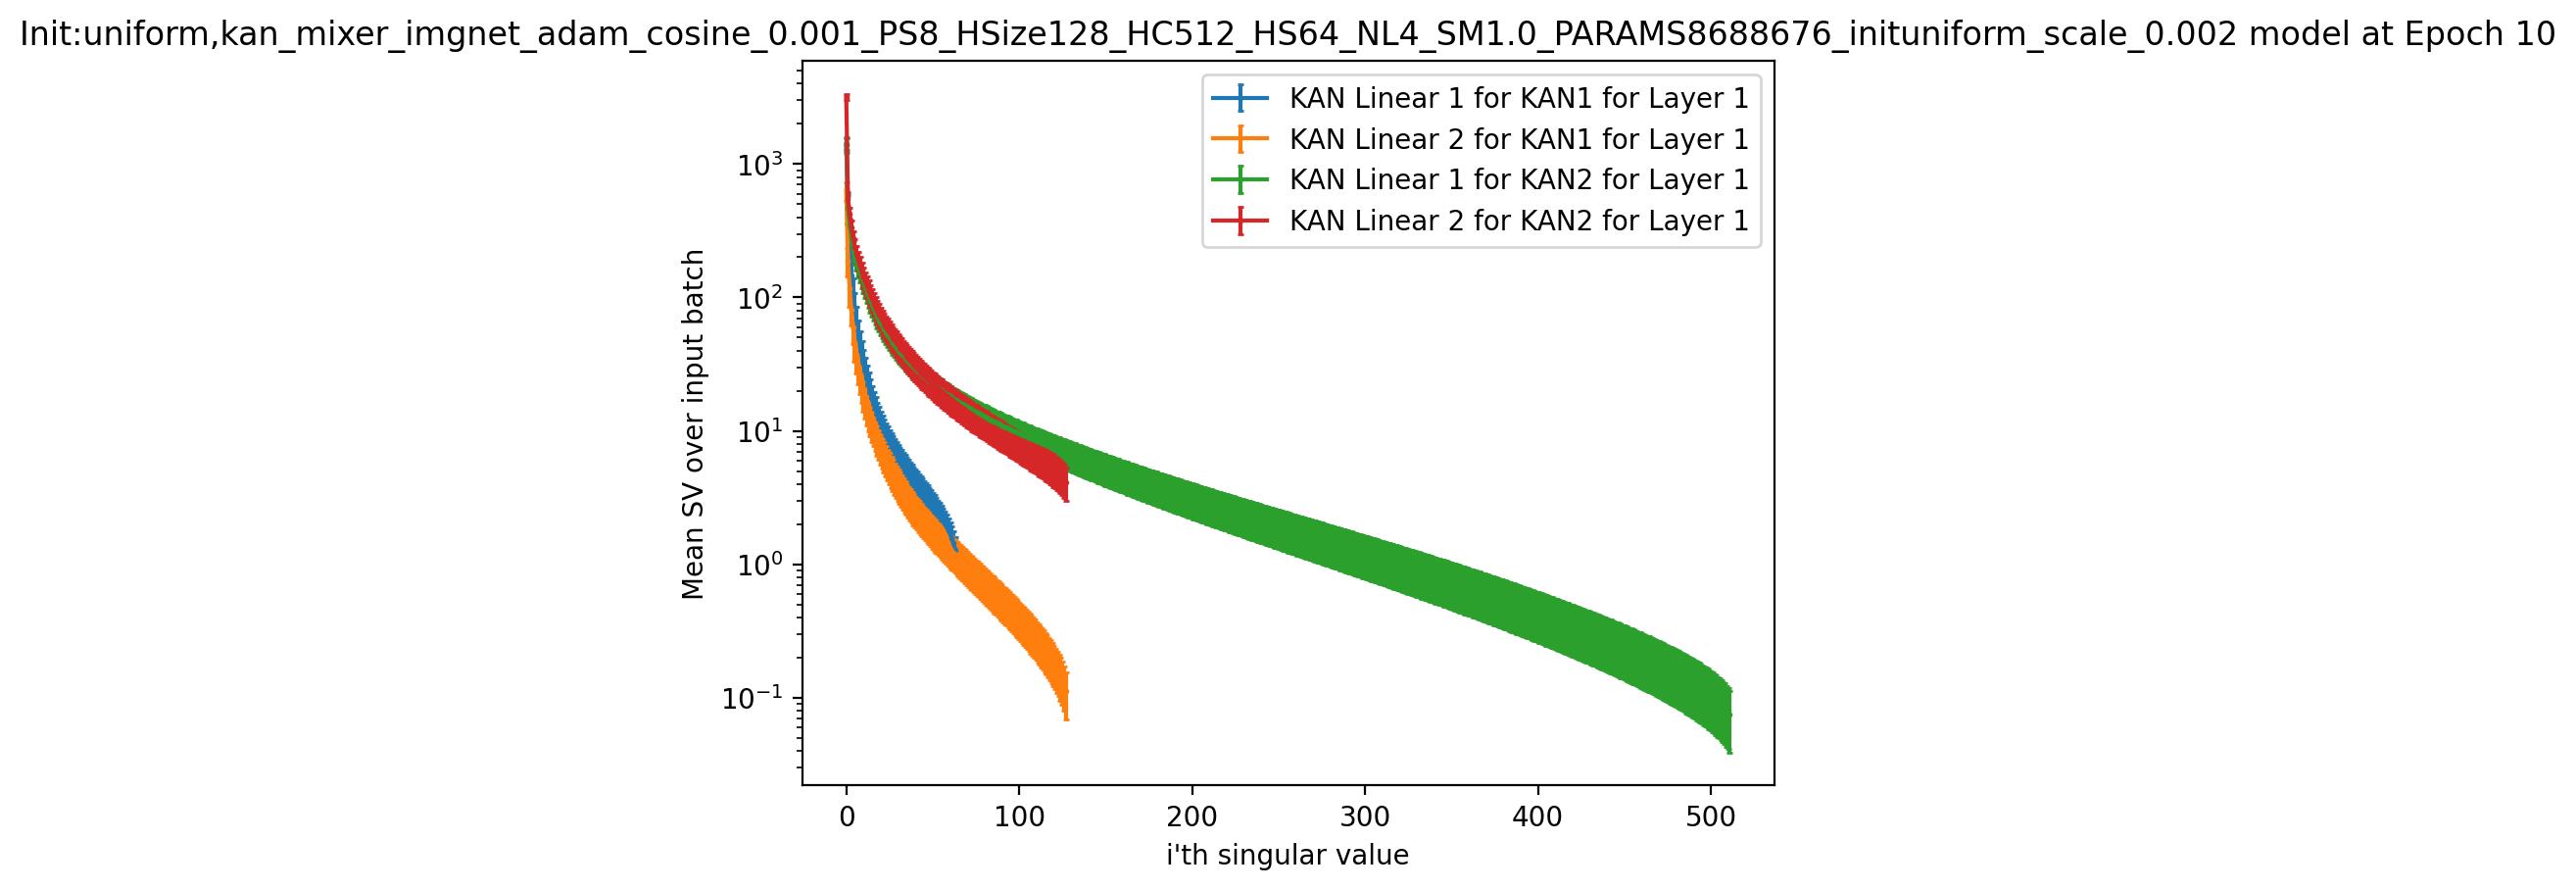 Init:uniform,kan_mixer_imgnet_adam_cosine_0.001_PS8_HSize128_HC512_HS64_NL4_SM1.0_PARAMS8688676_inituniform_scale_0.002 model at Epoch 10
KAN Linear 1 for KAN1 for Layer 1
KAN Linear 2 for KAN1 for Layer 1
KAN Linear 1 for KAN2 for Layer 1
KAN Linear 2 for KAN2 for Layer 1
Mean SV over input batch
10³
10²
10¹
10⁰
10⁻¹
0 100 200 300 400 500
i'th singular value